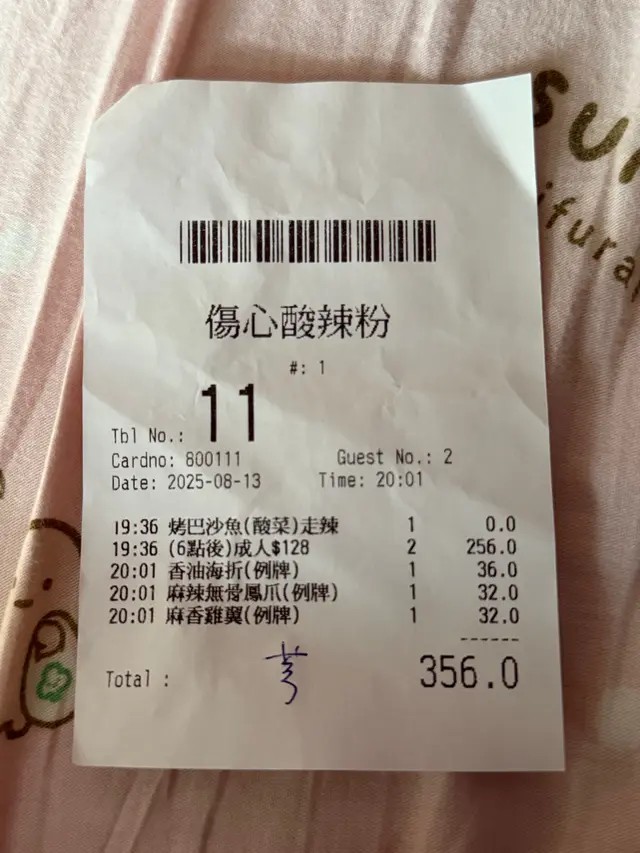 傷心酸辣粉
#: 1
Tbl No.: 11
Cardno: 800111 Guest No.: 2
Date: 2025-08-13 Time: 20:01
19:36 烤巴沙魚(酸菜)走辣 1 0.0
19:36 (6點後)成人$128 2 256.0
20:01 香油海折(例牌) 1 36.0
20:01 麻辣無骨鳳爪(例牌) 1 32.0
20:01 麻香雞翼(例牌) 1 32.0
------
Total : 356.0